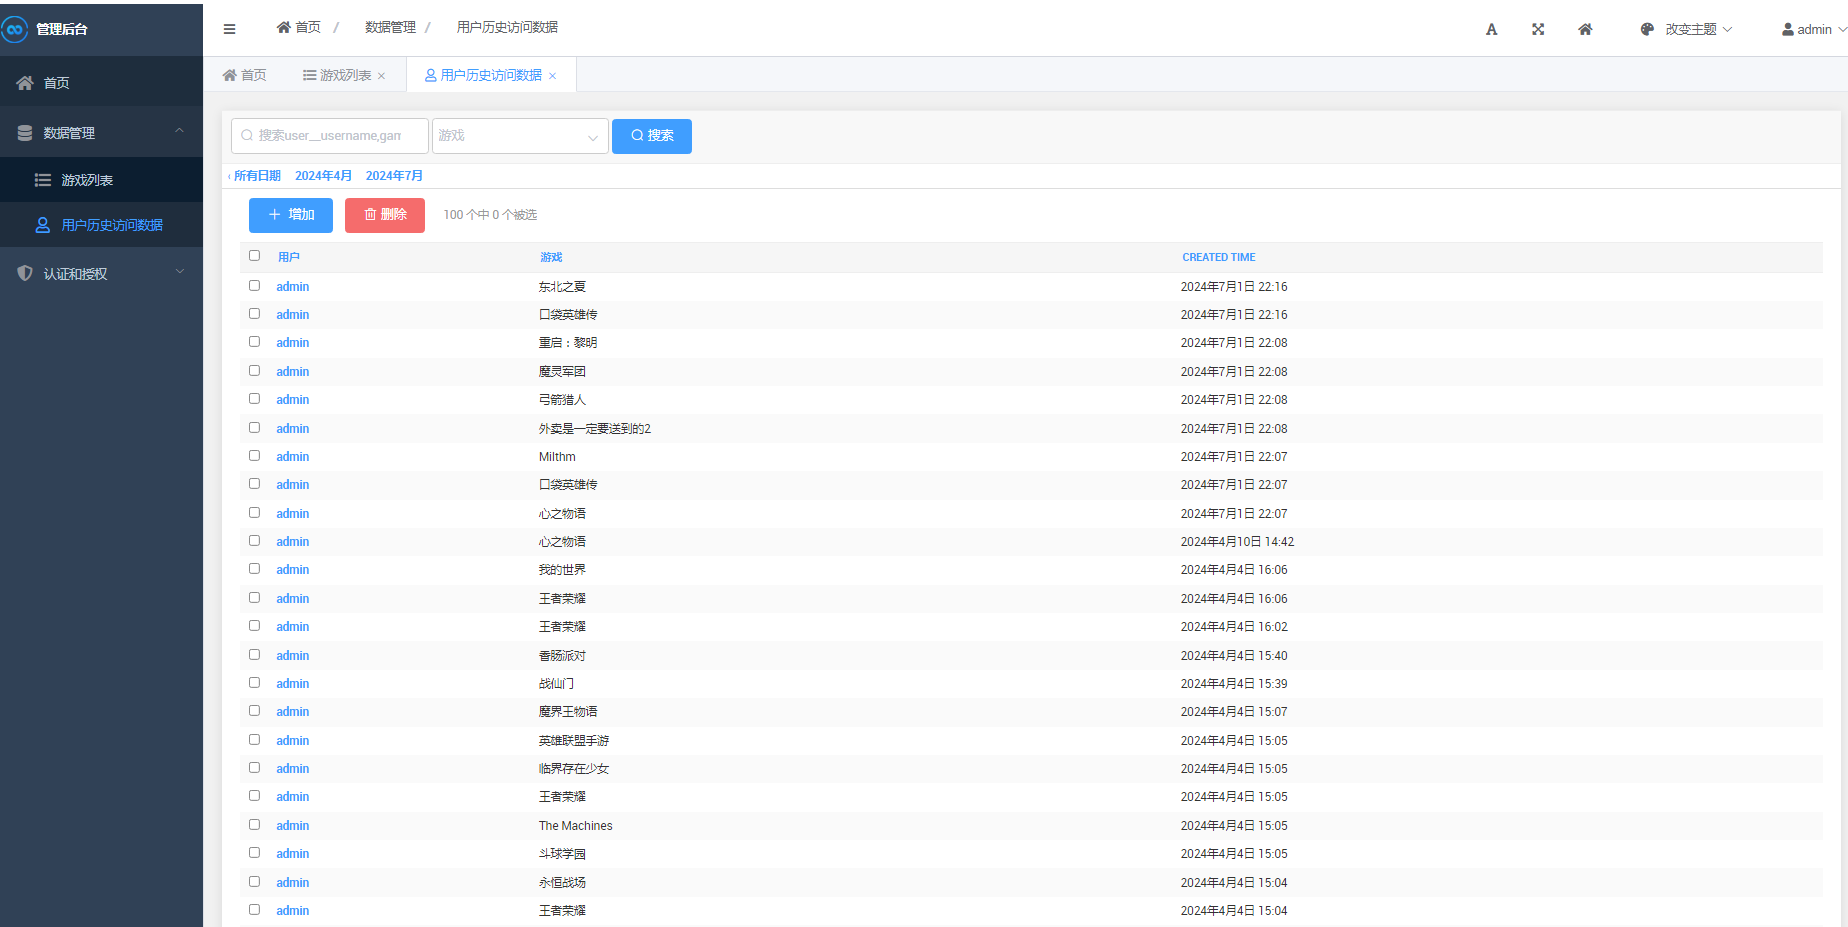 管理后台
首页 / 数据管理 / 用户历史访问数据
A 改变主题 admin
首页
数据管理
游戏列表
用户历史访问数据
认证和授权
首页 游戏列表 × 用户历史访问数据 ×
搜索user__username,gam 游戏 搜索
‹ 所有日期 2024年4月 2024年7月
+ 增加 删除 100 个中 0 个被选
用户 游戏 CREATED TIME
admin 东北之夏 2024年7月1日 22:16
admin 口袋英雄传 2024年7月1日 22:16
admin 重启：黎明 2024年7月1日 22:08
admin 魔灵军团 2024年7月1日 22:08
admin 弓箭猎人 2024年7月1日 22:08
admin 外卖是一定要送到的2 2024年7月1日 22:08
admin Milthm 2024年7月1日 22:07
admin 口袋英雄传 2024年7月1日 22:07
admin 心之物语 2024年7月1日 22:07
admin 心之物语 2024年4月10日 14:42
admin 我的世界 2024年4月4日 16:06
admin 王者荣耀 2024年4月4日 16:06
admin 王者荣耀 2024年4月4日 16:02
admin 香肠派对 2024年4月4日 15:40
admin 战仙门 2024年4月4日 15:39
admin 魔界王物语 2024年4月4日 15:07
admin 英雄联盟手游 2024年4月4日 15:05
admin 临界存在少女 2024年4月4日 15:05
admin 王者荣耀 2024年4月4日 15:05
admin The Machines 2024年4月4日 15:05
admin 斗球学园 2024年4月4日 15:05
admin 永恒战场 2024年4月4日 15:04
admin 王者荣耀 2024年4月4日 15:04